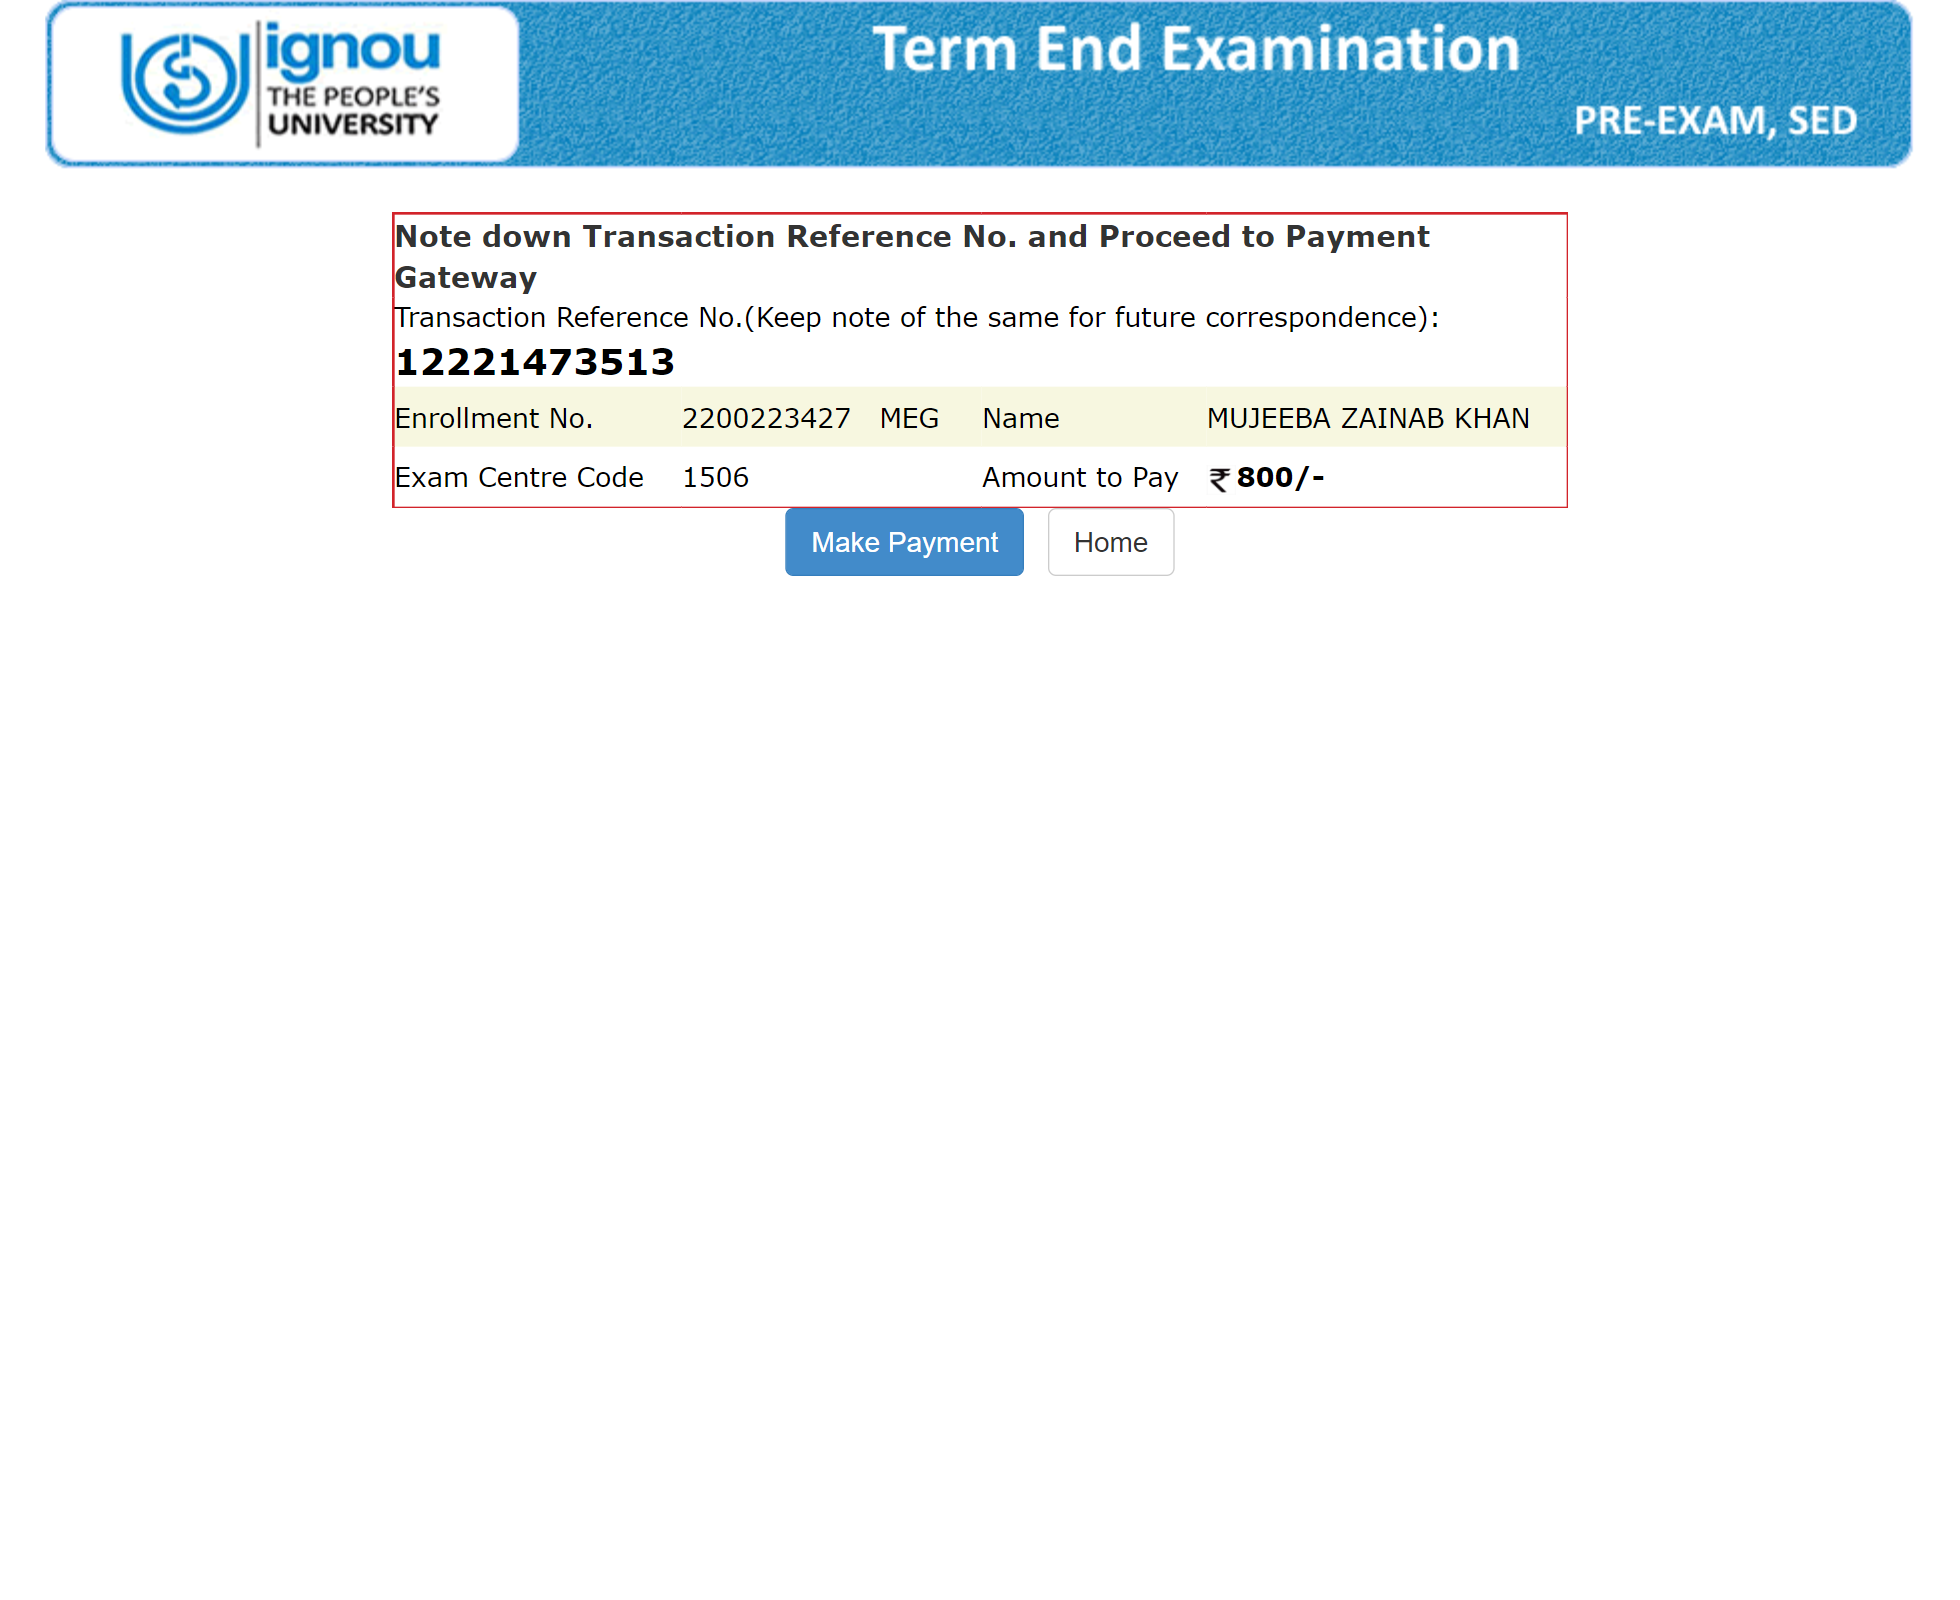 ignou
THE PEOPLE'S
UNIVERSITY
Term End Examination
PRE-EXAM, SED
Note down Transaction Reference No. and Proceed to Payment
Gateway
Transaction Reference No.(Keep note of the same for future correspondence):
12221473513
Enrollment No. 2200223427 MEG Name MUJEEBA ZAINAB KHAN
Exam Centre Code 1506 Amount to Pay ₹ 800/-
Make Payment Home